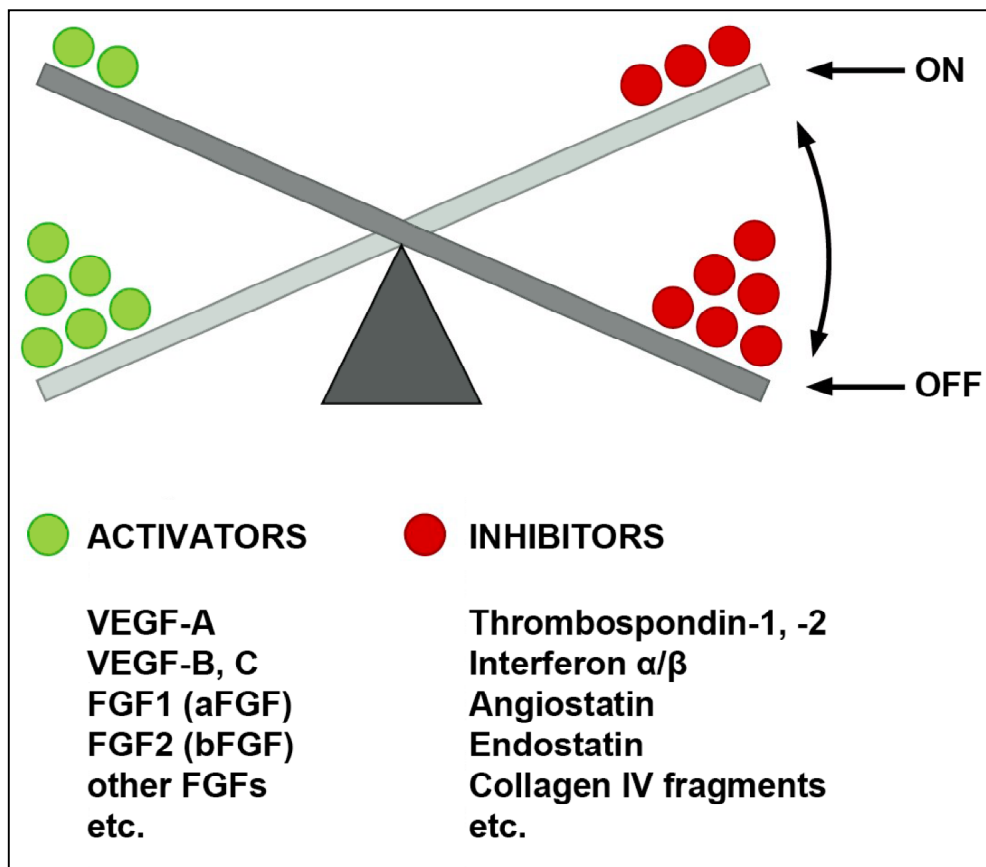 ON
OFF
ACTIVATORS
VEGF-A
VEGF-B, C
FGF1 (aFGF)
FGF2 (bFGF)
other FGFs
etc.
INHIBITORS
Thrombospondin-1, -2
Interferon α/β
Angiostatin
Endostatin
Collagen IV fragments
etc.